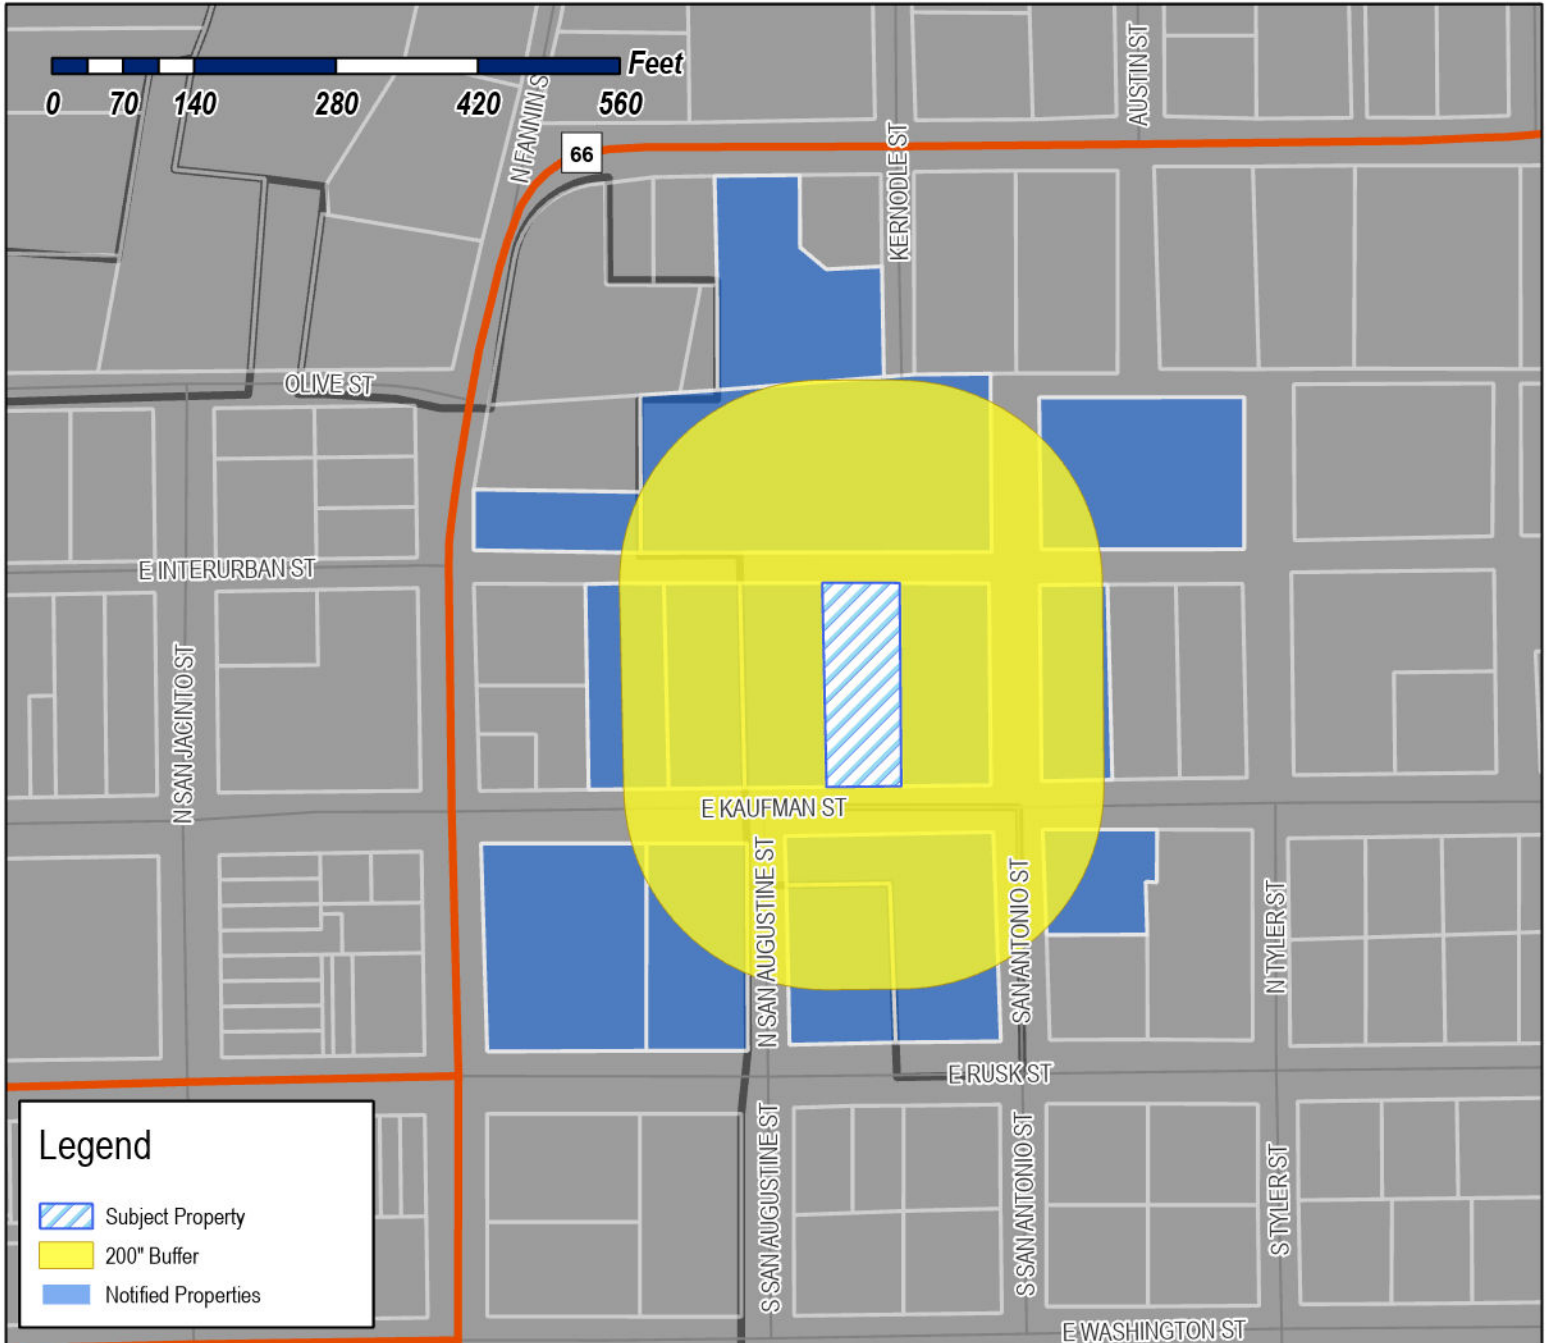 Feet
0 70 140 280 420 560
N FANNIN S
AUSTIN ST
66
KERNODLE ST
OLIVE ST
E INTERURBAN ST
N SAN JACINTO ST
E KAUFMAN ST
N SAN AUGUSTINE ST
SAN ANTONIO ST
N TYLER ST
E RUSK ST
S SAN AUGUSTINE ST
S SAN ANTONIO ST
S TYLER ST
E WASHINGTON ST
Legend
Subject Property
200" Buffer
Notified Properties